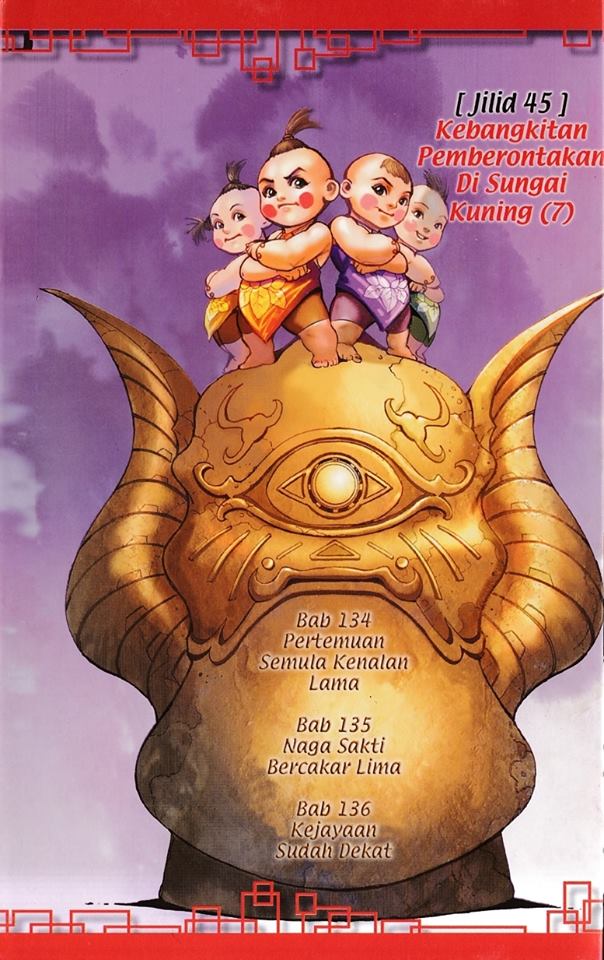 [ Jilid 45 ]
Kebangkitan
Pemberontakan
Di Sungai
Kuning (7)
Bab 134
Pertemuan
Semula Kenalan
Lama
Bab 135
Naga Sakti
Bercakar Lima
Bab 136
Kejayaan
Sudah Dekat